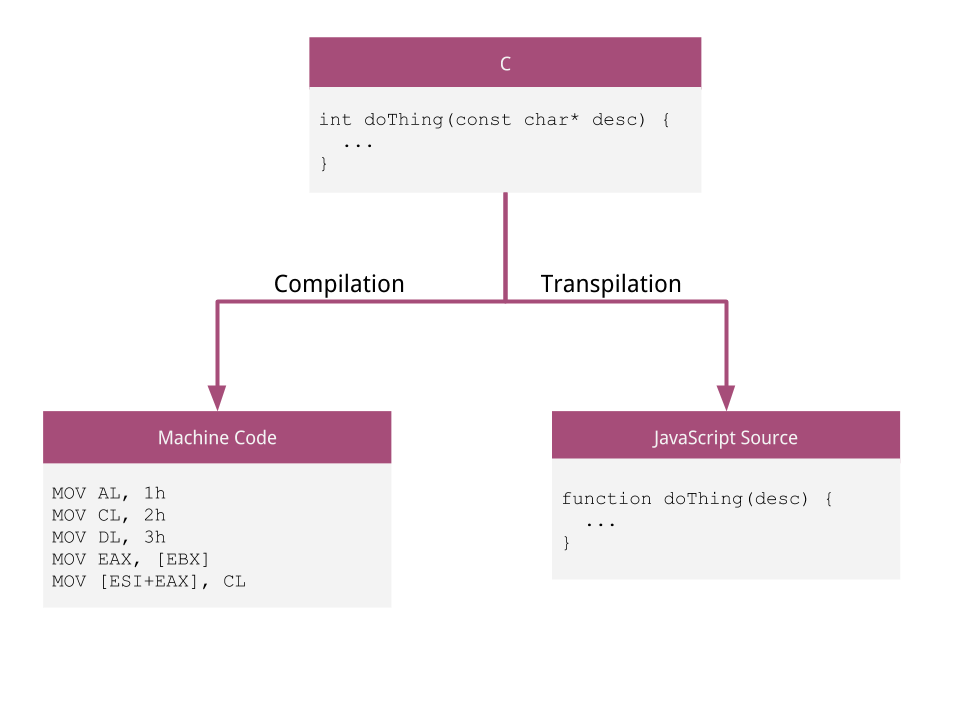 C
int doThing(const char* desc) {
  ...
}
Compilation
Transpilation
Machine Code
MOV AL, 1h
MOV CL, 2h
MOV DL, 3h
MOV EAX, [EBX]
MOV [ESI+EAX], CL
JavaScript Source
function doThing(desc) {
  ...
}